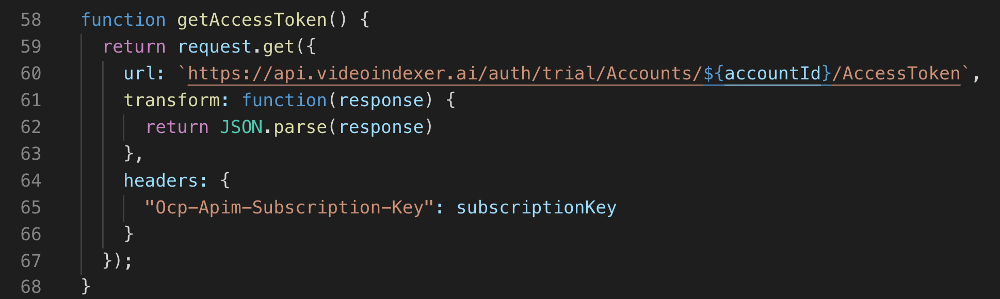 58 function getAccessToken() {
59 return request.get({
60 url: `https://api.videoindexer.ai/auth/trial/Accounts/${accountId}/AccessToken`,
61 transform: function(response) {
62 return JSON.parse(response)
63 },
64 headers: {
65 "Ocp-Apim-Subscription-Key": subscriptionKey
66 }
67 });
68 }